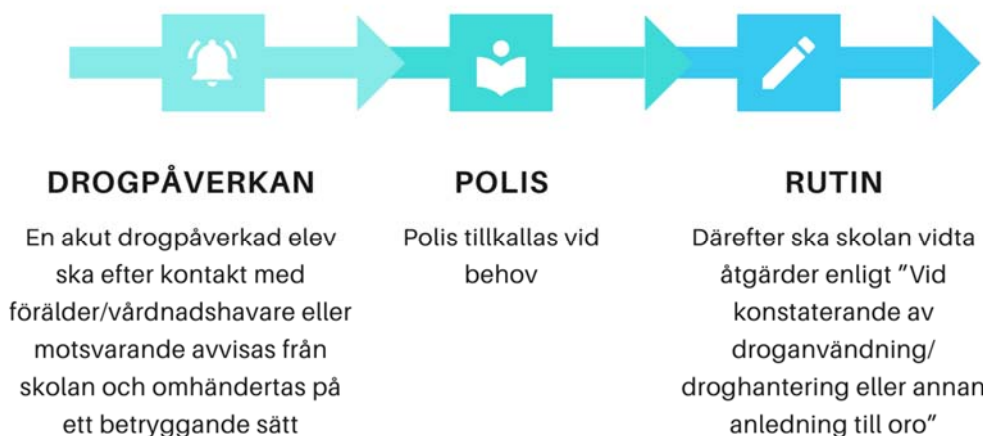 DROGPÅVERKAN
En akut drogpåverkad elev
ska efter kontakt med
förälder/vårdnadshavare eller
motsvarande avvisas från
skolan och omhändertas på
ett betryggande sätt
POLIS
Polis tillkallas vid
behov
RUTIN
Därefter ska skolan vidta
åtgärder enligt ”Vid
konstaterande av
droganvändning/
droghantering eller annan
anledning till oro”